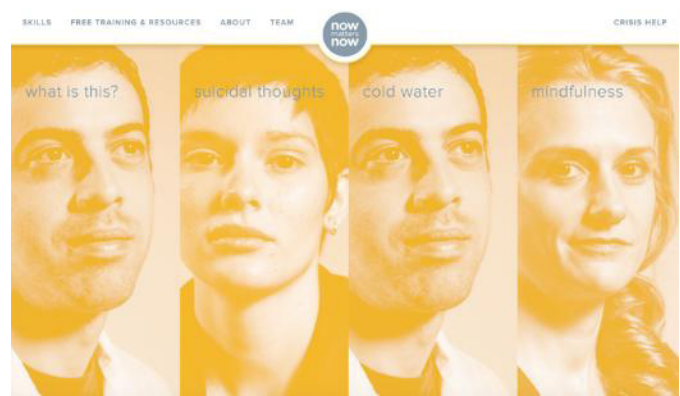 SKILLS FREE TRAINING & RESOURCES ABOUT TEAM
now
matters
now
CRISIS HELP
what is this? suicidal thoughts cold water mindfulness